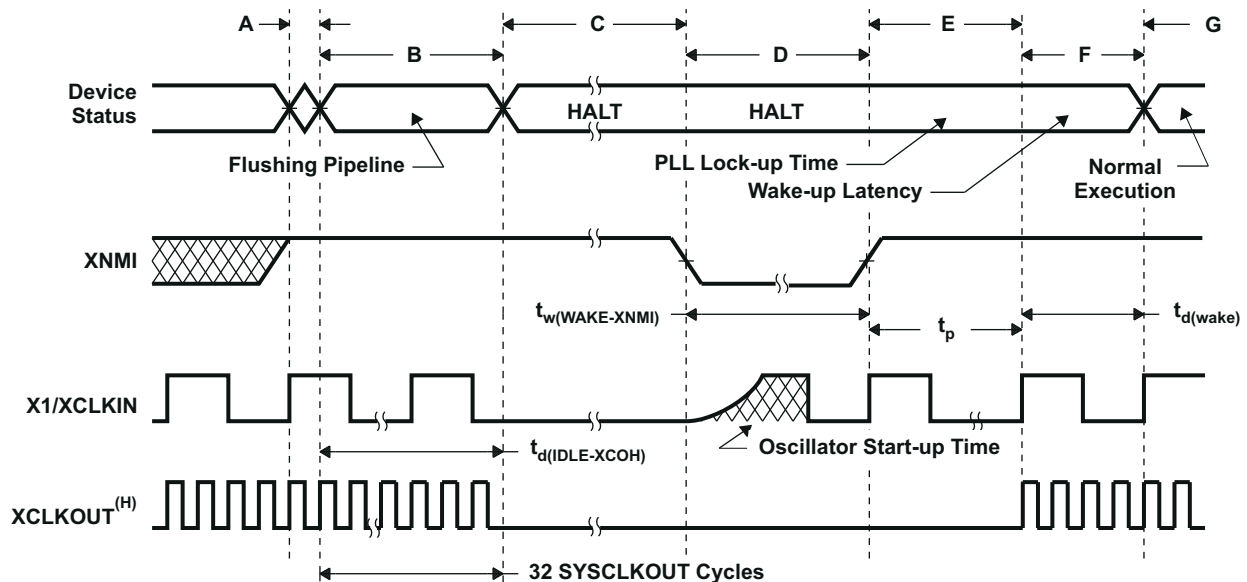 A
B
C
D
E
F
G
Device
Status
HALT
HALT
Flushing Pipeline
PLL Lock-up Time
Wake-up Latency
Normal
Execution
XNMI
tw(WAKE-XNMI)
tp
td(wake)
X1/XCLKIN
Oscillator Start-up Time
td(IDLE-XCOH)
XCLKOUT(H)
32 SYSCLKOUT Cycles